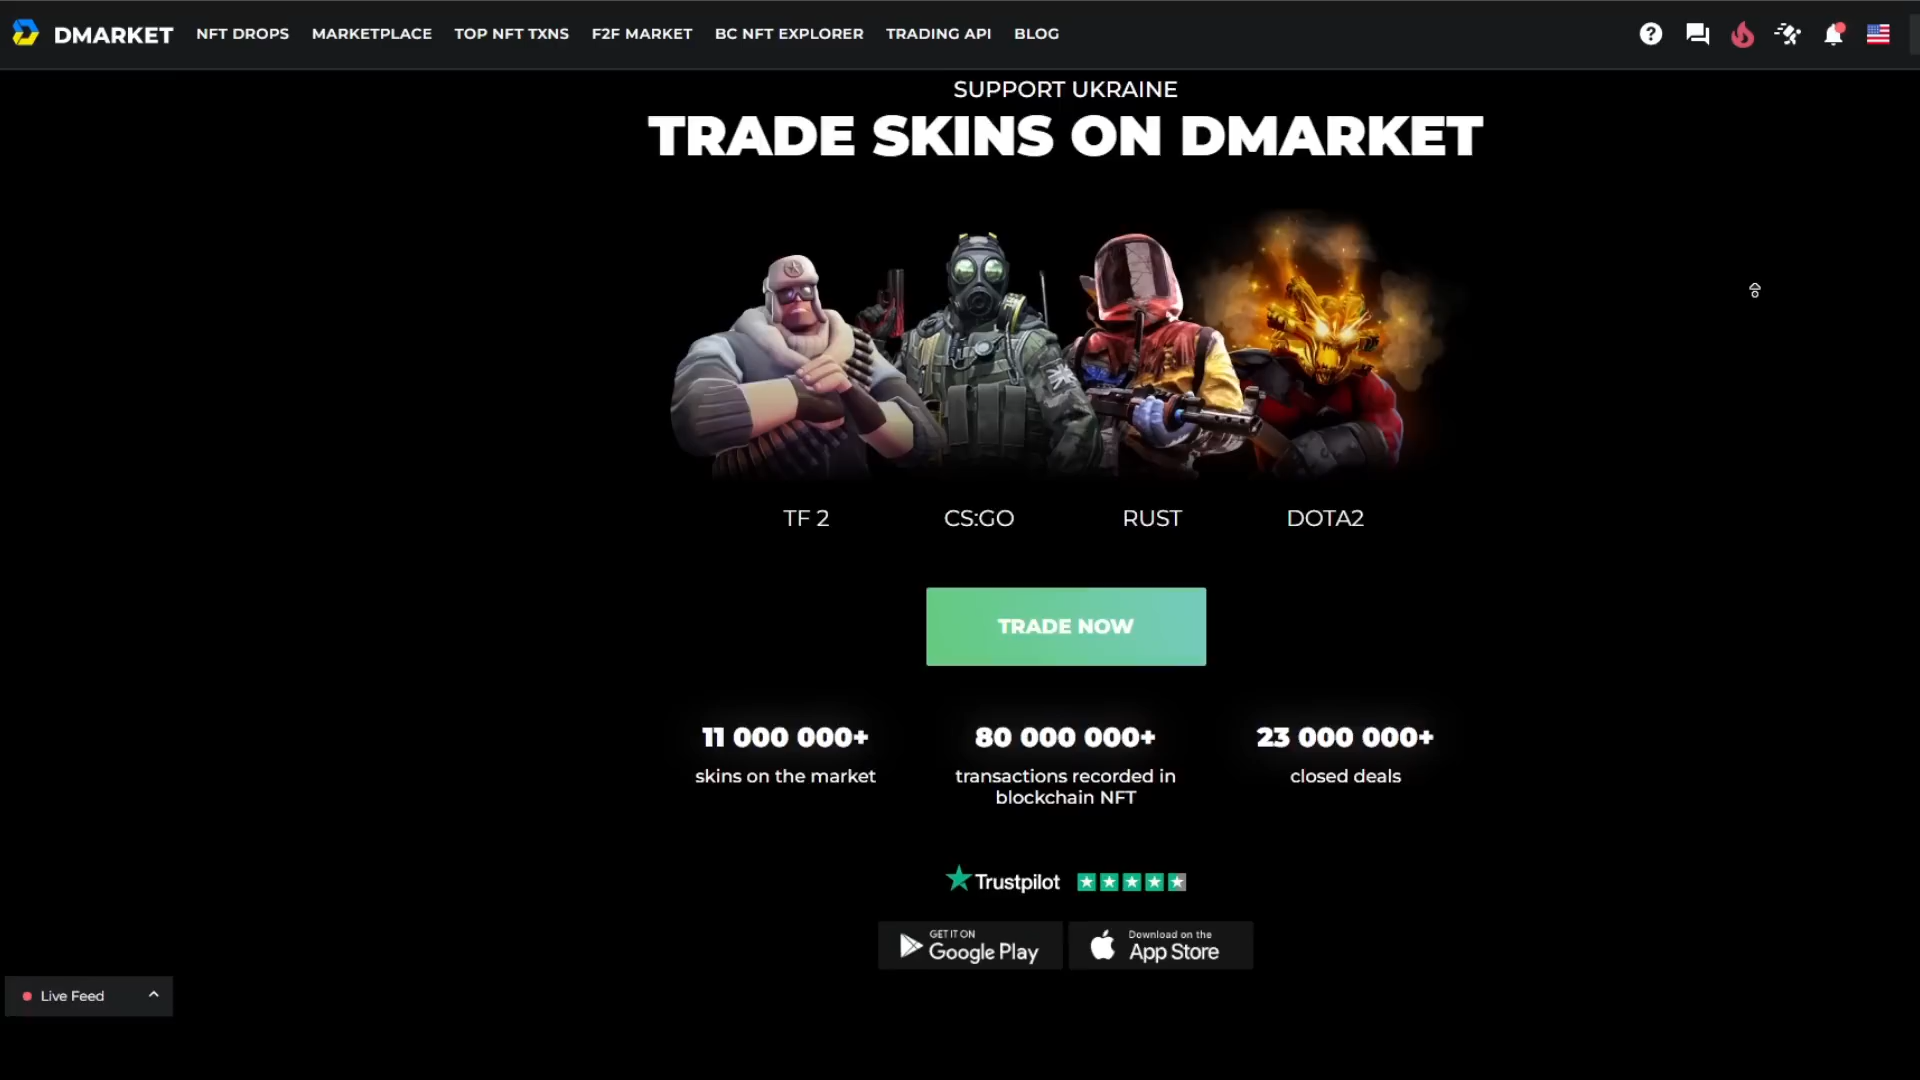 DMARKET
NFT DROPS
MARKETPLACE
TOP NFT TXNS
F2F MARKET
BC NFT EXPLORER
TRADING API
BLOG
SUPPORT UKRAINE
TRADE SKINS ON DMARKET
TF 2
CS:GO
RUST
DOTA2
TRADE NOW
11 000 000+
skins on the market
80 000 000+
transactions recorded in
blockchain NFT
23 000 000+
closed deals
Trustpilot
GET IT ON
Google Play
Download on the
App Store
Live Feed